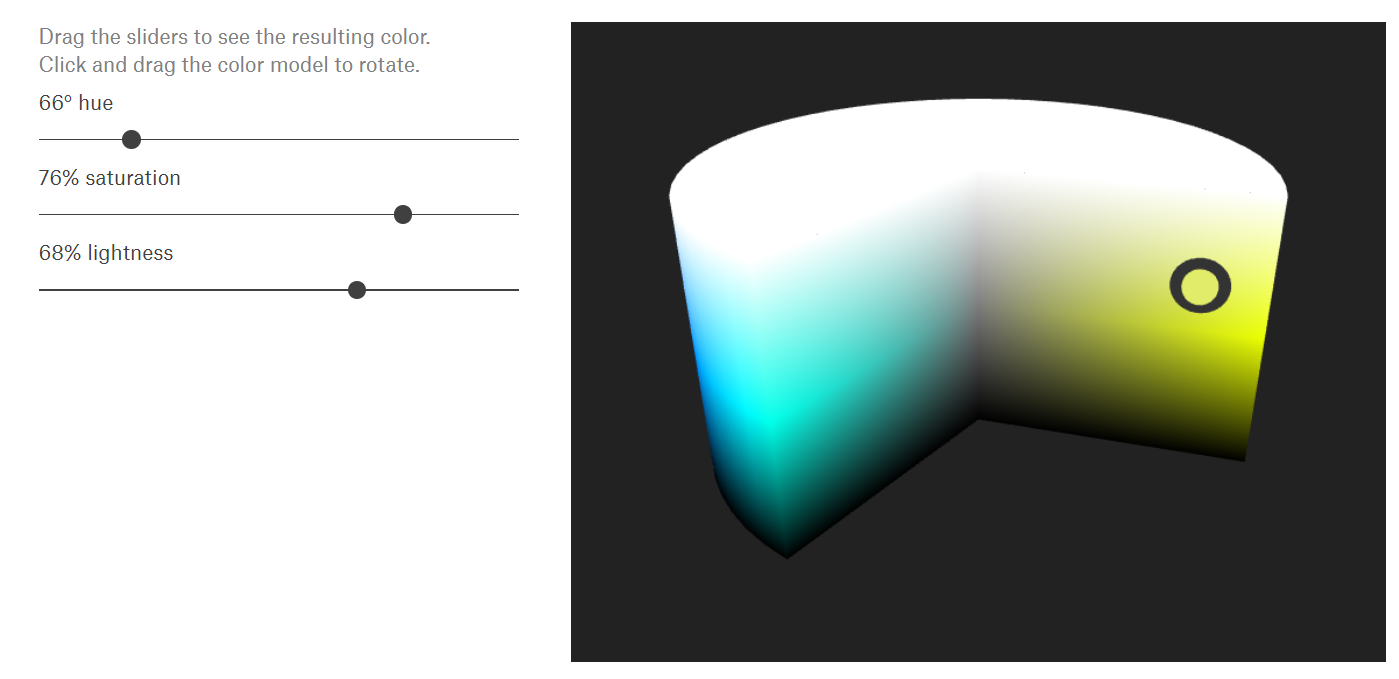 Drag the sliders to see the resulting color.
Click and drag the color model to rotate.
66º hue
76% saturation
68% lightness